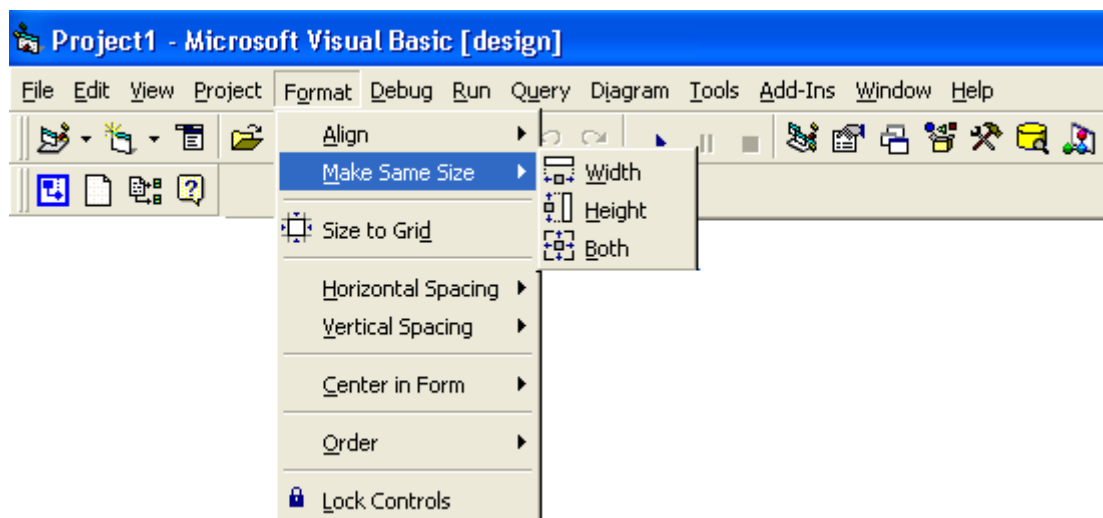 Project1 - Microsoft Visual Basic [design]
File Edit View Project Format Debug Run Query Diagram Tools Add-Ins Window Help
Align
Make Same Size
Width
Height
Both
Size to Grid
Horizontal Spacing
Vertical Spacing
Center in Form
Order
Lock Controls